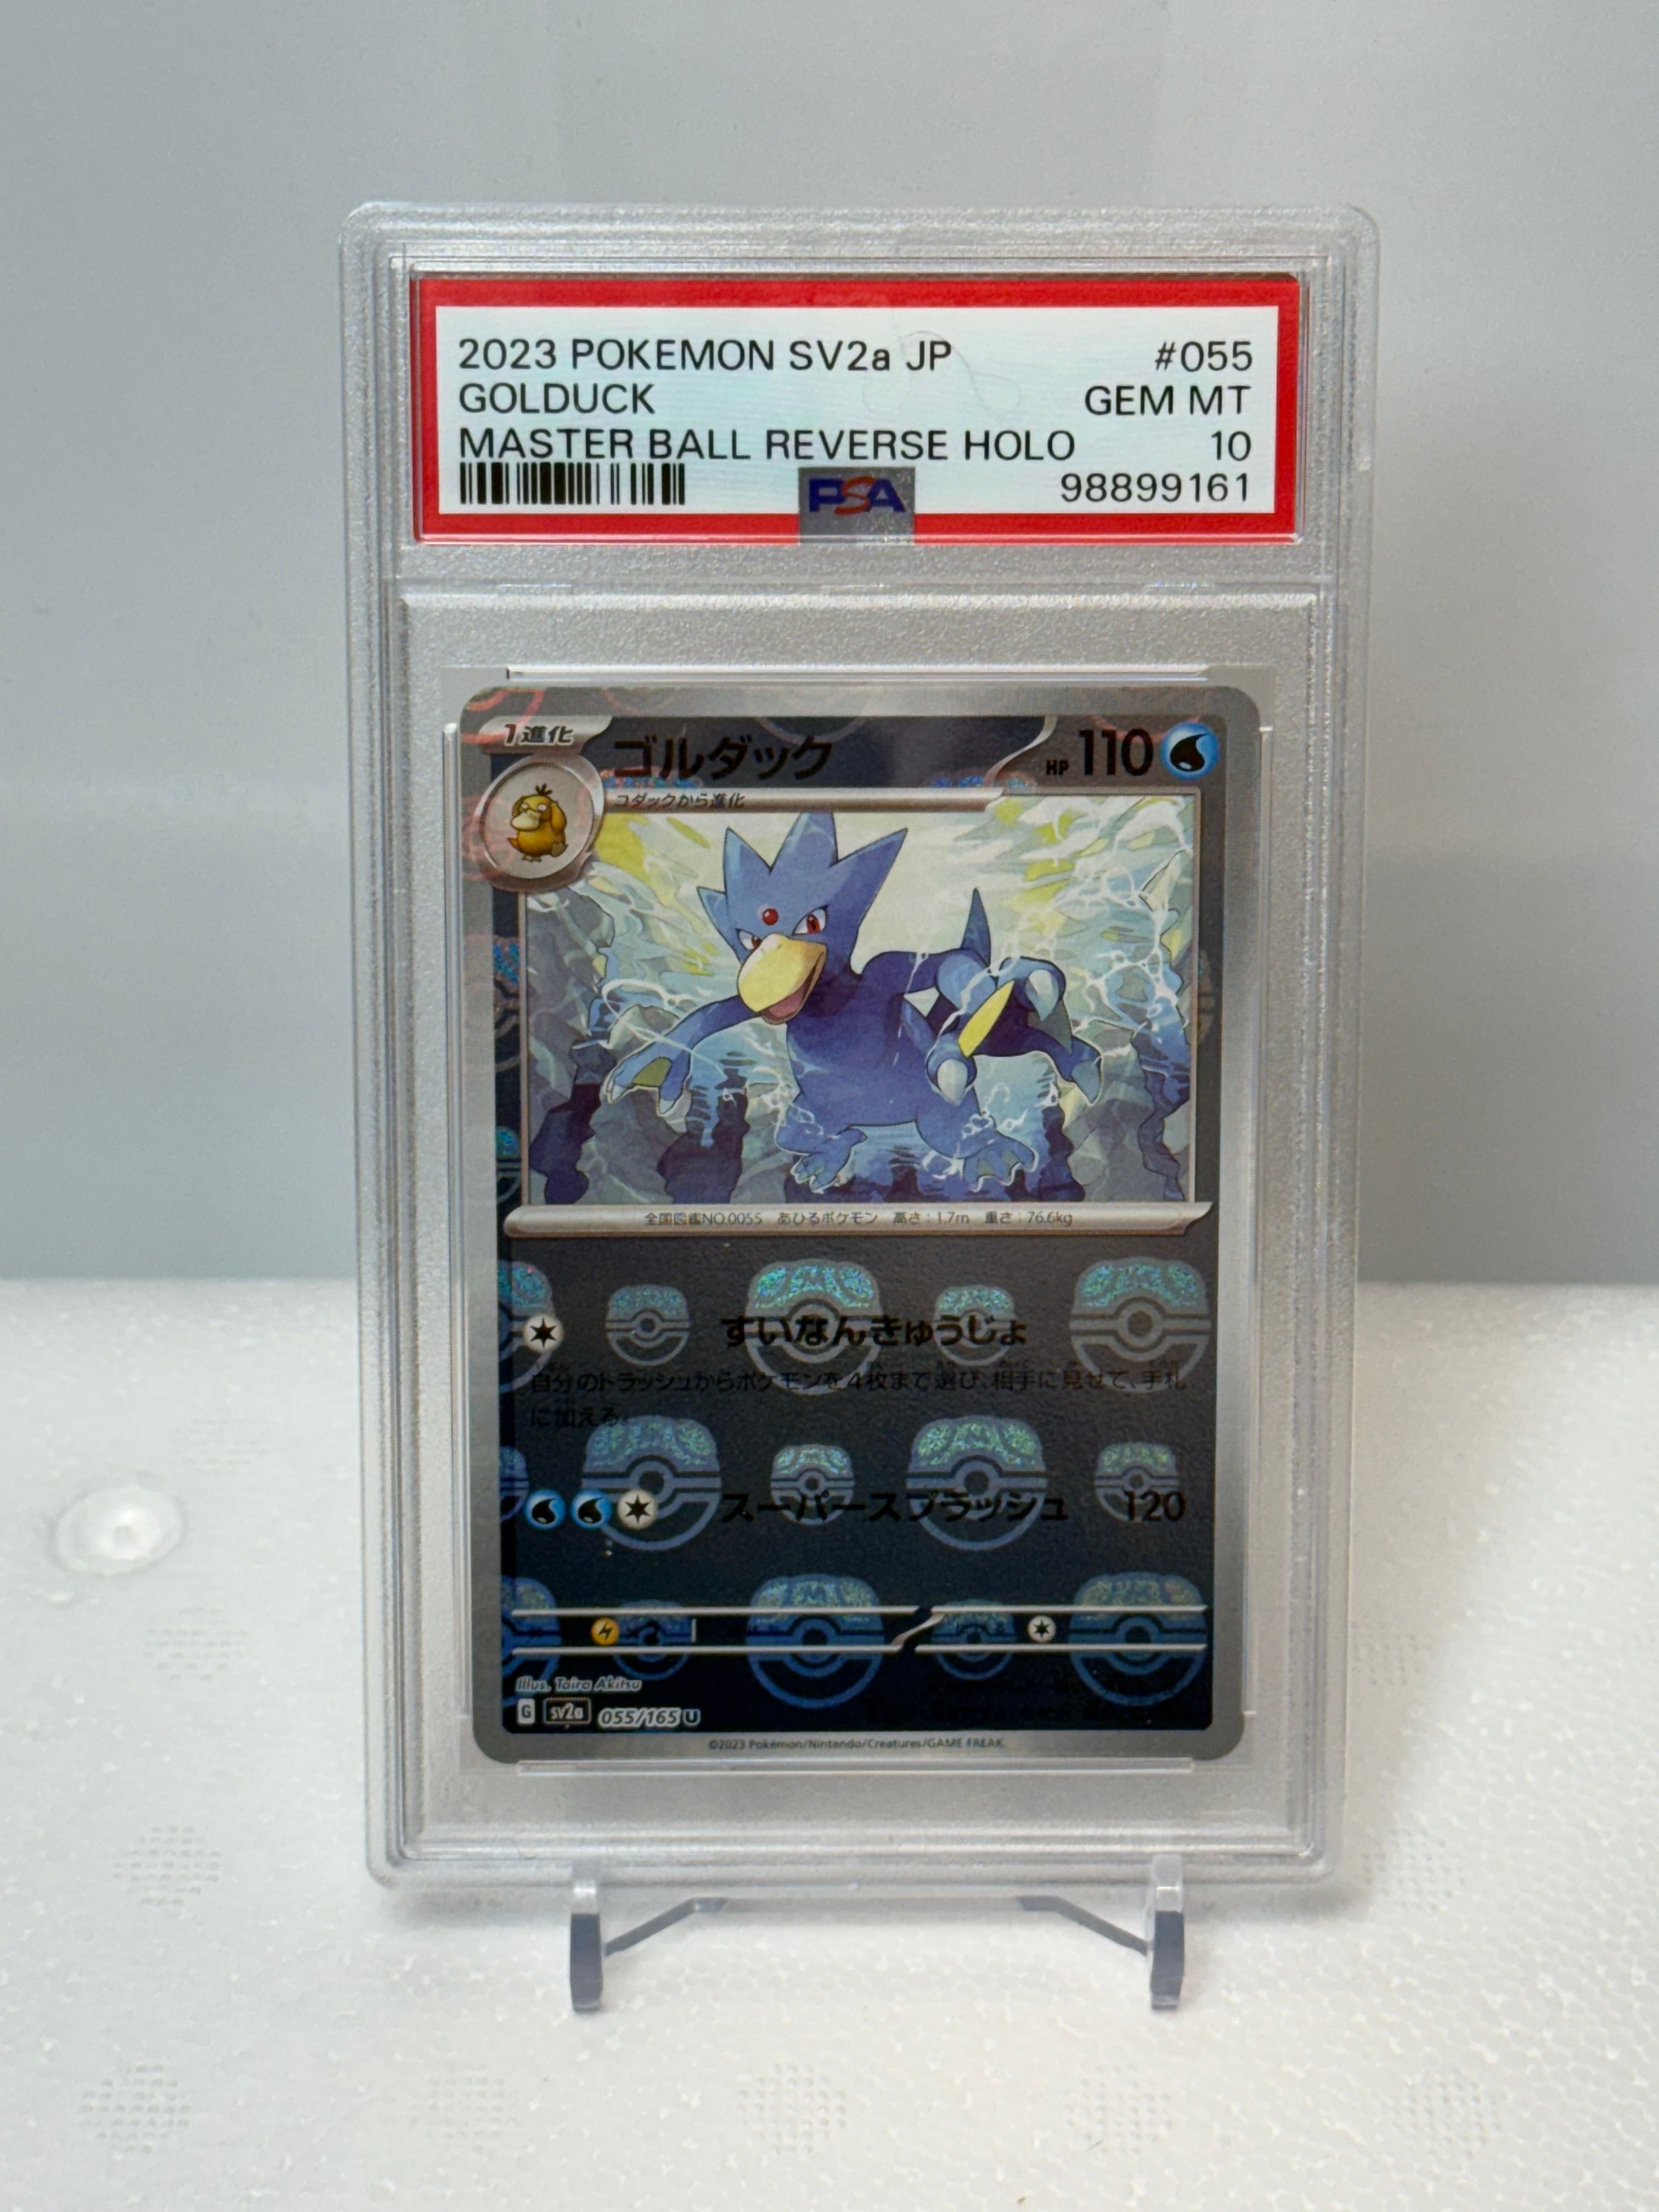 2023 POKEMON SV2a JP #055
GOLDUCK GEM MT
MASTER BALL REVERSE HOLO 10
PSA 98899161
1進化 ゴルダック HP 110
コダックから進化
全国図鑑NO.0055 あひるポケモン 高さ:1.7m 重さ:76.6kg
すいなんきゅうじょ
自分のトラッシュからポケモンを4枚まで選び、相手に見せて、手札
に加える。
スーパースプラッシュ 120
Illus. Taira Akitsu
G sv2a 055/165 U
©2023 Pokémon/Nintendo/Creatures/GAME FREAK